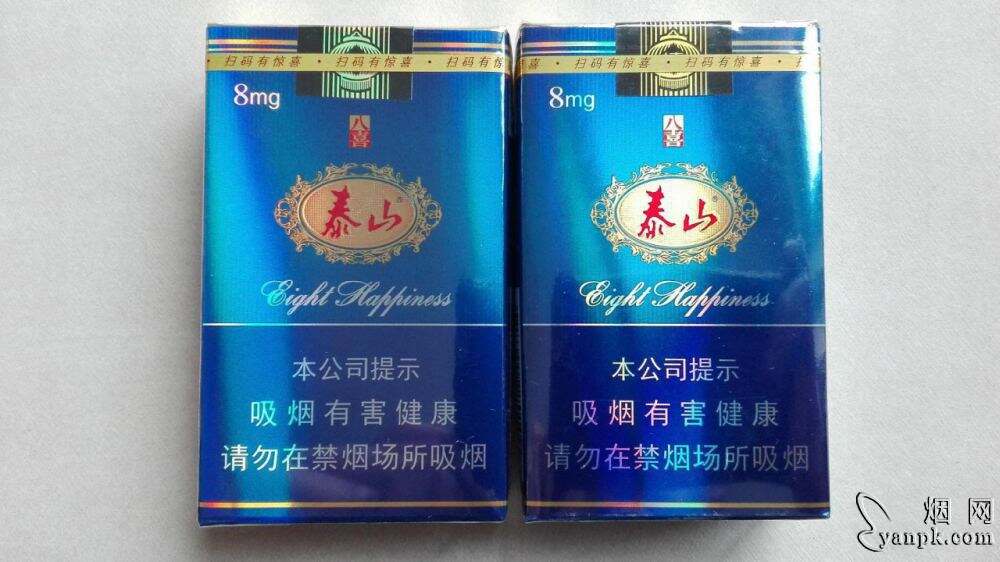 扫码有惊喜 · 扫码有惊喜 · 扫码有惊
8mg
八喜
泰山®
Eight Happiness
本公司提示
吸烟有害健康
请勿在禁烟场所吸烟
扫码有惊喜 · 扫码有惊喜 · 扫码有惊喜
8mg
八喜
泰山®
Eight Happiness
本公司提示
吸烟有害健康
请勿在禁烟场所吸烟
烟网
yanpk.com